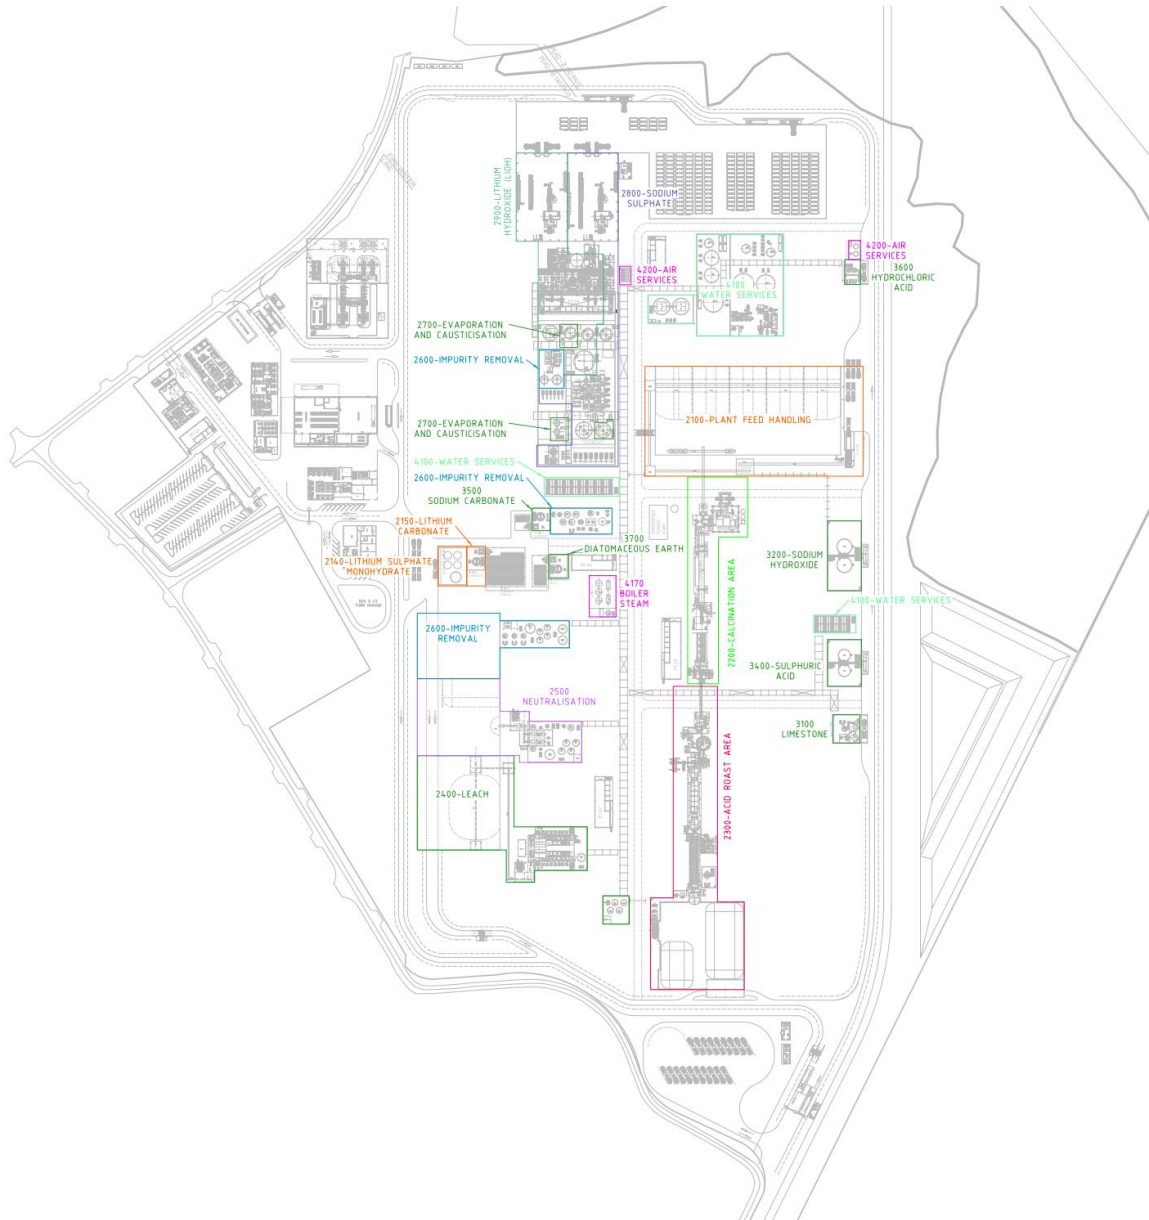 2900-LITHIUM
HYDROXIDE (LiOH)
2800-SODIUM
SULPHATE
4200-AIR
SERVICES
4200-AIR
SERVICES
3600
HYDROCHLORIC
ACID
4100
WATER SERVICES
2700-EVAPORATION
AND CAUSTICISATION
2600-IMPURITY REMOVAL
2100-PLANT FEED HANDLING
2700-EVAPORATION
AND CAUSTICISATION
4100-WATER SERVICES
2600-IMPURITY REMOVAL
3500
SODIUM CARBONATE
2150-LITHIUM
CARBONATE
2140-LITHIUM SULPHATE
MONOHYDRATE
3700
DIATOMACEOUS EARTH
3200-SODIUM
HYDROXIDE
4170
BOILER
STEAM
2200-CALCINATION AREA
4100-WATER SERVICES
BUS & LV
TURN AROUND
2600-IMPURITY
REMOVAL
3400-SULPHURIC
ACID
2500
NEUTRALISATION
3100
LIMESTONE
2300-ACID ROAST AREA
2400-LEACH